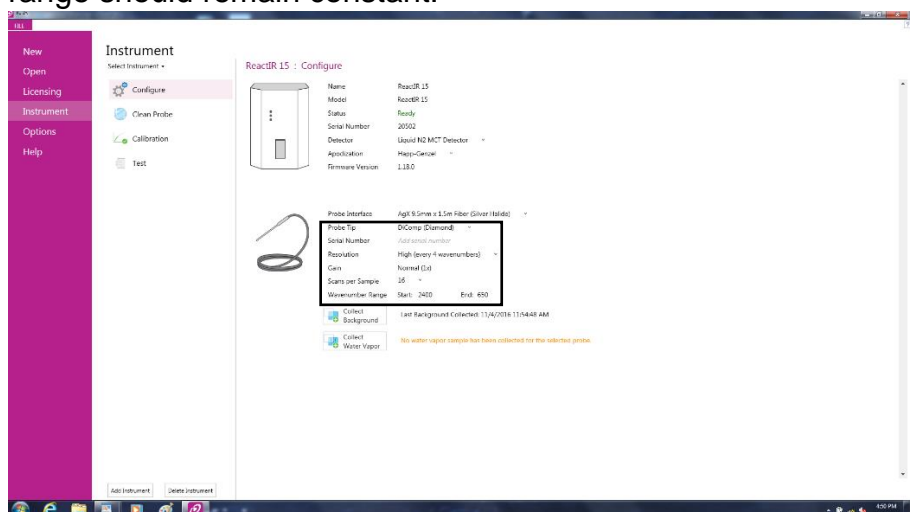 range should remain constant.
FILE
New
Open
Licensing
Instrument
Options
Help
Instrument
Select Instrument
Configure
Clean Probe
Calibration
Test
Add Instrument Delete Instrument
ReactIR 15 : Configure
Name ReactIR 15
Model ReactIR 15
Status Ready
Serial Number 20502
Detector Liquid N2 MCT Detector
Apodization Happ-Genzel
Firmware Version 1.18.0
Probe Interface AgX 9.5mm x 1.5m Fiber (Silver Halide)
Probe Tip DiComp (Diamond)
Serial Number Add serial number
Resolution High (every 4 wavenumbers)
Gain Normal (1x)
Scans per Sample 16
Wavenumber Range Start: 2400 End: 650
Collect Background Last Background Collected: 11/4/2016 11:54:48 AM
Collect Water Vapor No water vapor sample has been collected for the selected probe.
4:50 PM